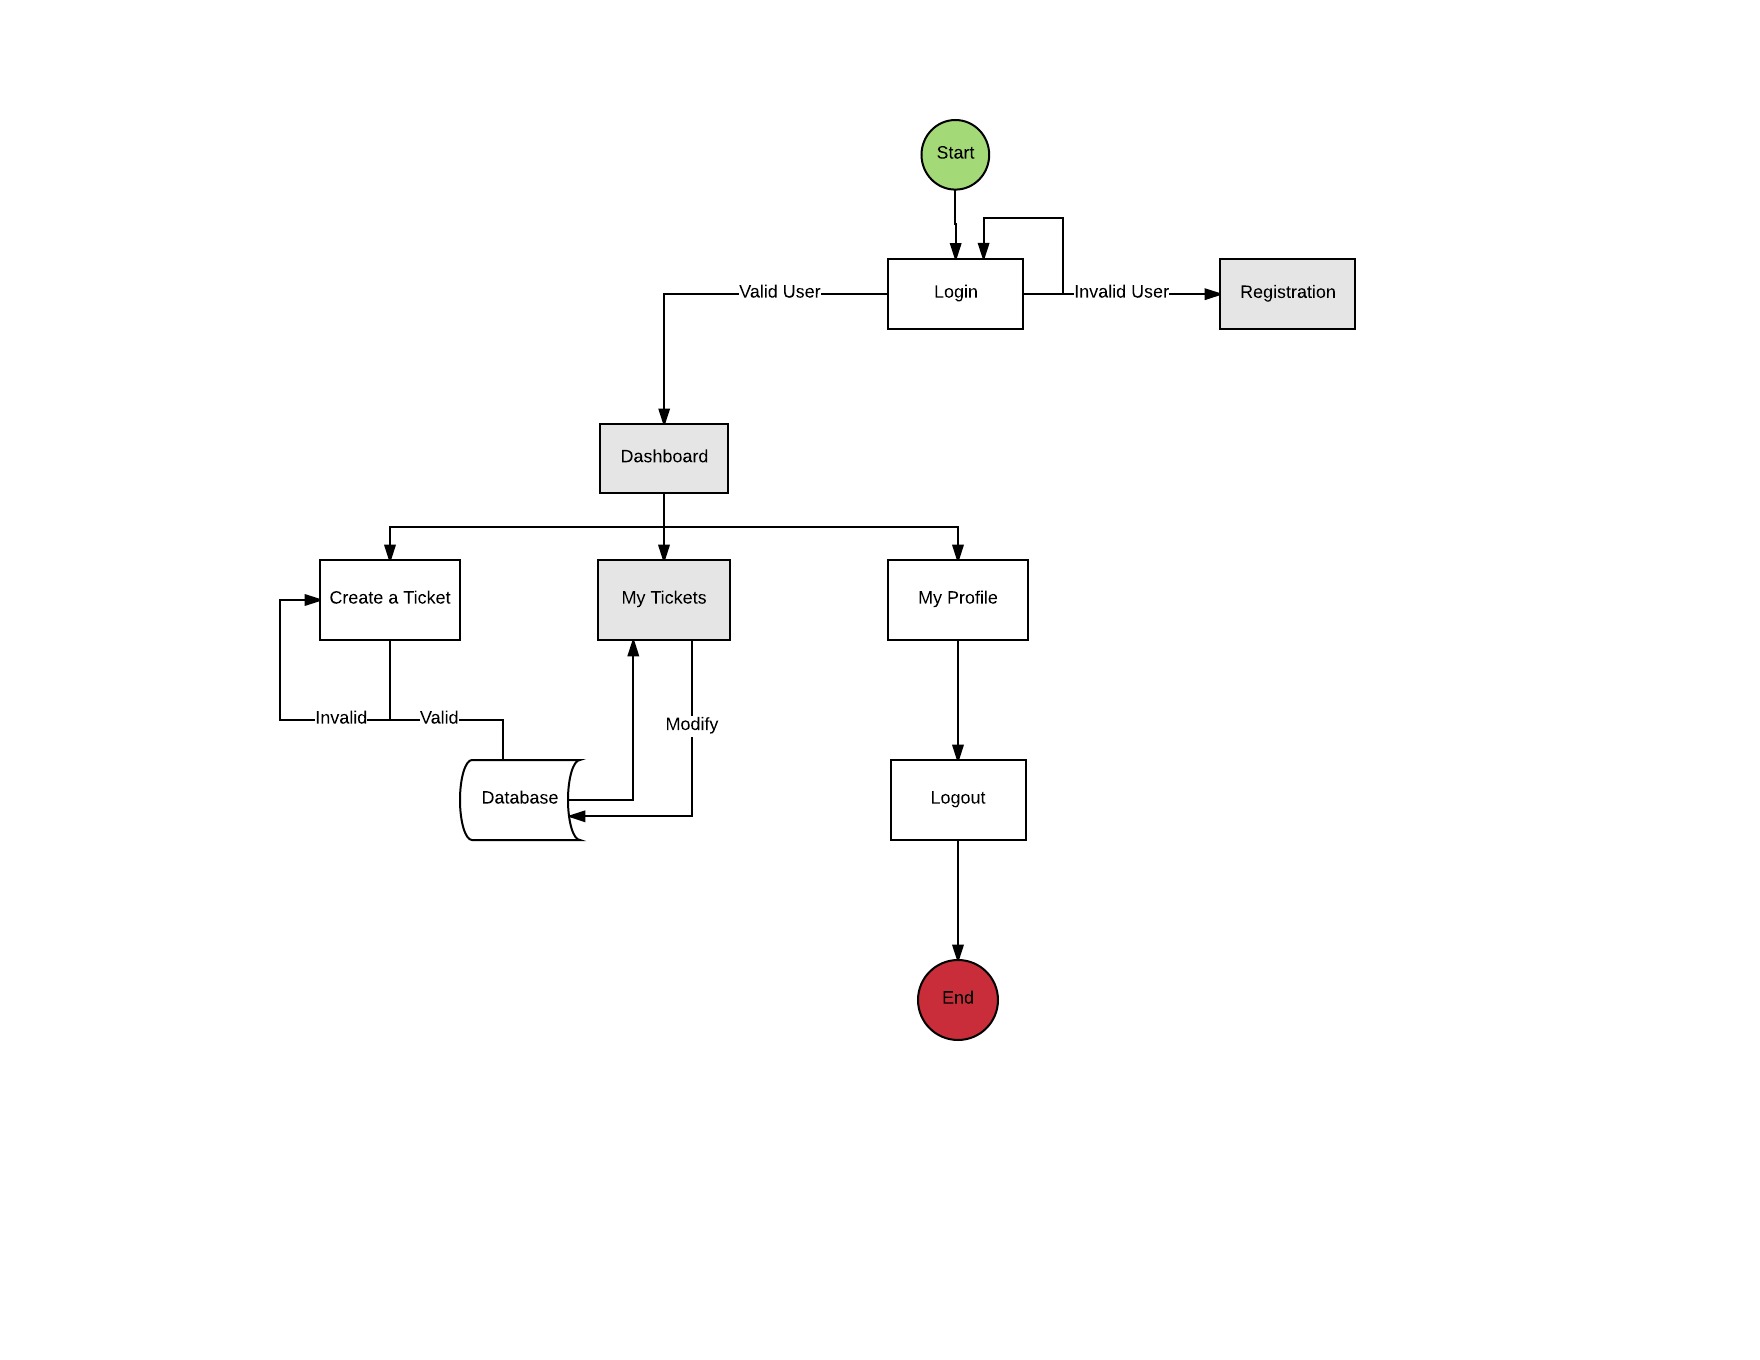 Start
Valid User
Login
Invalid User
Registration
Dashboard
Create a Ticket
My Tickets
My Profile
Invalid
Valid
Modify
Database
Logout
End